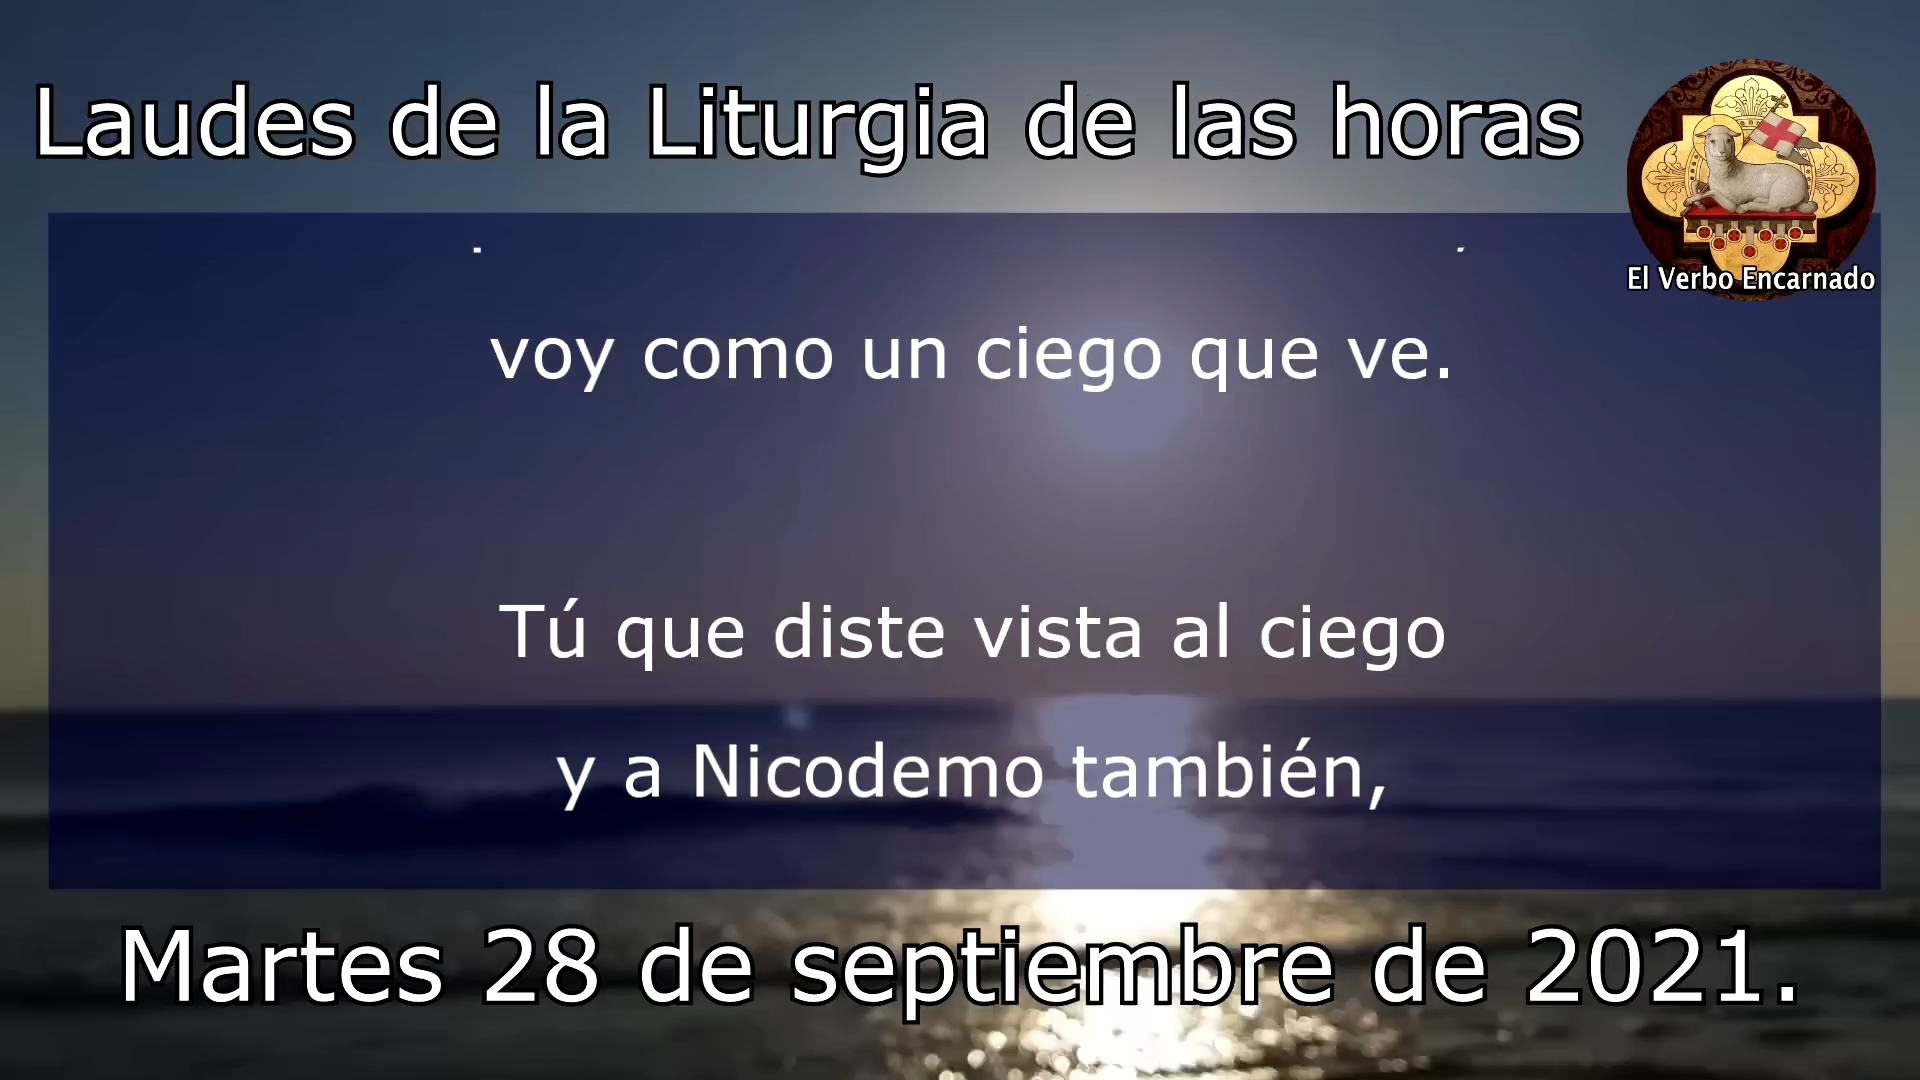 Laudes de la Liturgia de las horas
El Verbo Encarnado
voy como un ciego que ve.
Tú que diste vista al ciego
y a Nicodemo también,
Martes 28 de septiembre de 2021.